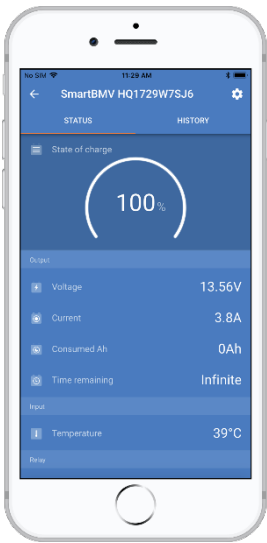 No SIM 11:29 AM
SmartBMV HQ1729W7SJ6
STATUS HISTORY
State of charge
100%
Output
Voltage 13.56V
Current 3.8A
Consumed Ah 0Ah
Time remaining Infinite
Input
Temperature 39°C
Relay